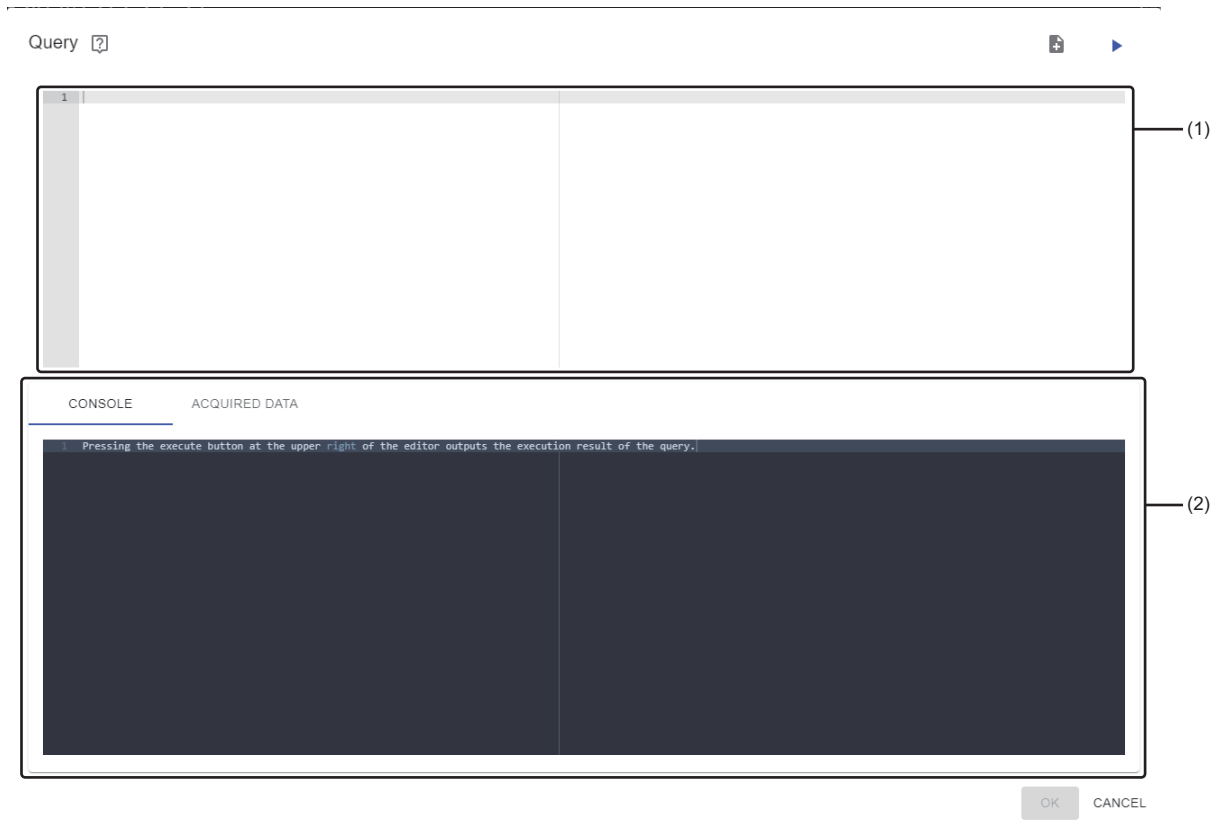 Query
1
(1)
CONSOLE ACQUIRED DATA
1 Pressing the execute button at the upper right of the editor outputs the execution result of the query.
(2)
OK CANCEL